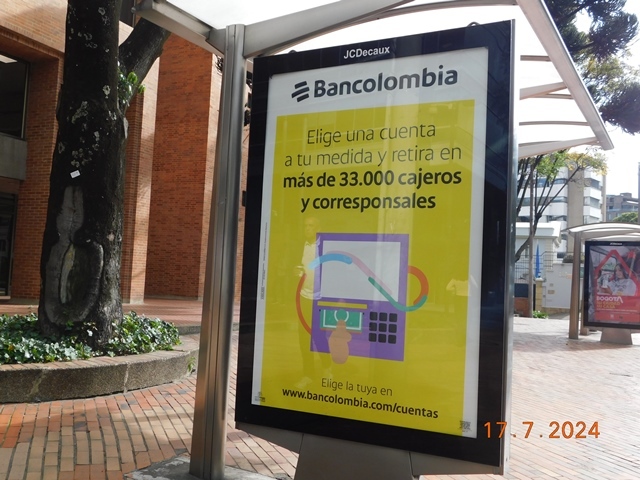 JCDecaux
Bancolombia
Elige una cuenta
a tu medida y retira en
más de 33.000 cajeros
y corresponsales
Elige la tuya en
www.bancolombia.com/cuentas
BOGOTÁ
17.7.2024